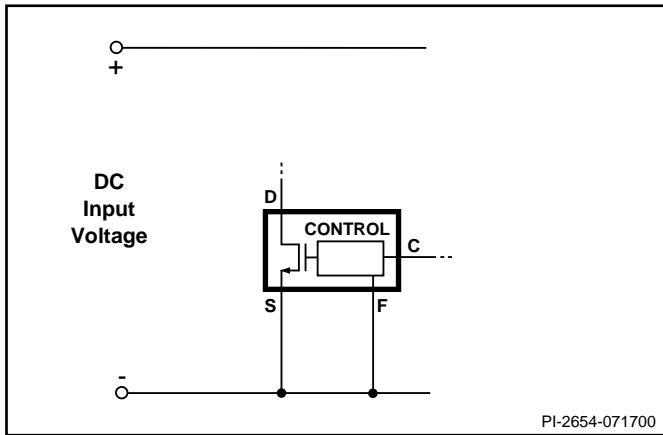 +
DC
Input
Voltage
D
CONTROL
C
S
F
-
PI-2654-071700